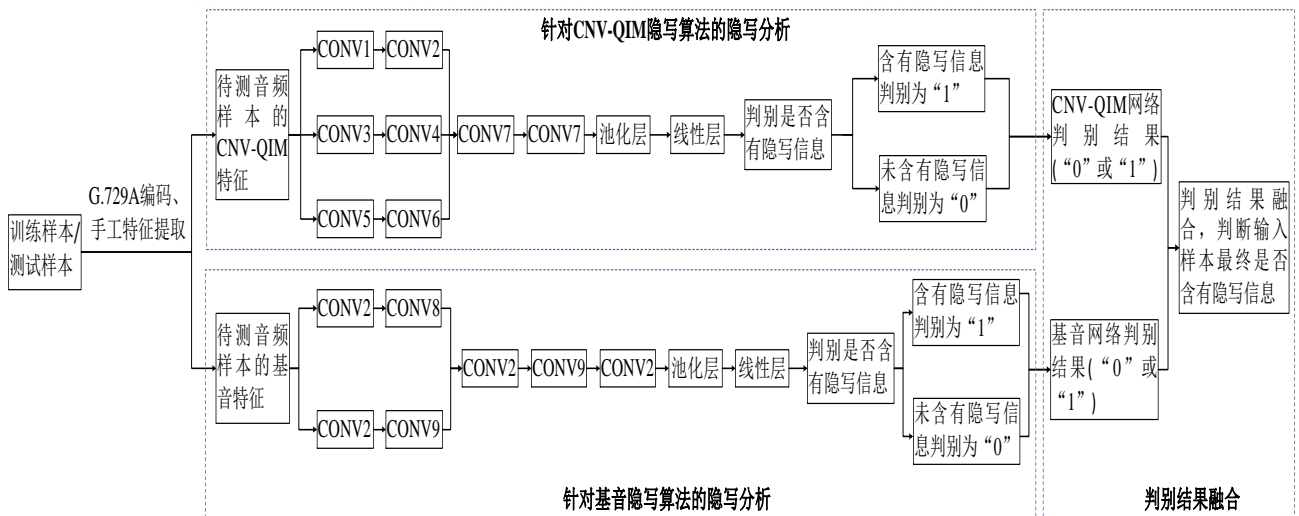 针对CNV-QIM隐写算法的隐写分析
CONV1
CONV2
含有隐写信息
判别为“1”
待测音频
样本的
CNV-QIM
特征
CONV3
CONV4
CONV7
CONV7
池化层
线性层
判别是否含
有隐写信息
CNV-QIM网络
判别结果
(“0”或“1”)
未含有隐写信
息判别为“0”
CONV5
CONV6
G.729A编码、
手工特征提取
训练样本/
测试样本
判别结果融
合，判断输入
样本最终是否
含有隐写信息
CONV2
CONV8
含有隐写信息
判别为“1”
待测音频
样本的基
音特征
CONV2
CONV9
CONV2
池化层
线性层
判别是否含
有隐写信息
基音网络判别
结果(“0”或
“1”)
CONV2
CONV9
未含有隐写信
息判别为“0”
针对基音隐写算法的隐写分析
判别结果融合